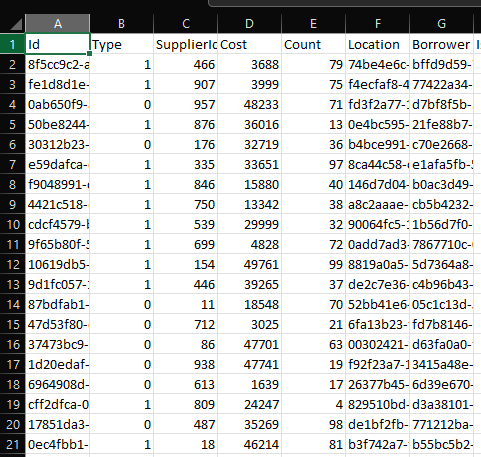 A B C D E F G
1 Id Type SupplierId Cost Count Location Borrower
2 8f5cc9c2-a 1 466 3688 79 74be4e6c- bffd9d59-
3 fe1d8d1e- 1 907 3999 75 f4ecfaf8-4 77422a34-
4 0ab650f9- 0 957 48233 71 fd3f2a77-1 d7bf8f5b-
5 50be8244- 1 876 36016 13 0e4bc595- 21fe88b7-
6 30312b23- 0 176 32719 36 b4bce991- c70e2668-
7 e59dafca- 1 335 33651 97 8ca44c58- e1afa5fb-
8 f9048991- 1 846 15880 40 146d7d04- b0ac3d49-
9 4421c518- 1 750 13342 38 a8c2aaae- cb5b4232-
10 cdcf4579-b 1 539 29999 32 90064fc5-1 1b56d7f0-
11 9f65b80f-5 1 699 4828 72 0add7ad3- 7867710c-
12 10619db5- 1 154 49761 99 8819a0a5- 5d7364a8-
13 9d1fc057-1 1 446 39265 37 de2c7e36- c4b96b43-
14 87bdfab1- 0 11 18548 70 52bb41e6- 05c1c13d-
15 47d53f80- 0 712 3025 21 6fa13b23- fd7b8146-
16 37473bc9- 0 86 47701 63 00302421- d63fa0a0-
17 1d20edaf- 0 938 47741 19 f92f23a7-1 3415a48e-
18 6964908d- 0 613 1639 17 26377b45- 6d39e670-
19 cff2dfca-0 1 809 24247 4 829510bd- d3a38101-
20 17851da3- 0 487 35269 98 de1bf2fb- 771212ba-
21 0ec4fbb1- 1 18 46214 81 b3f742a7- b55bc5b2-